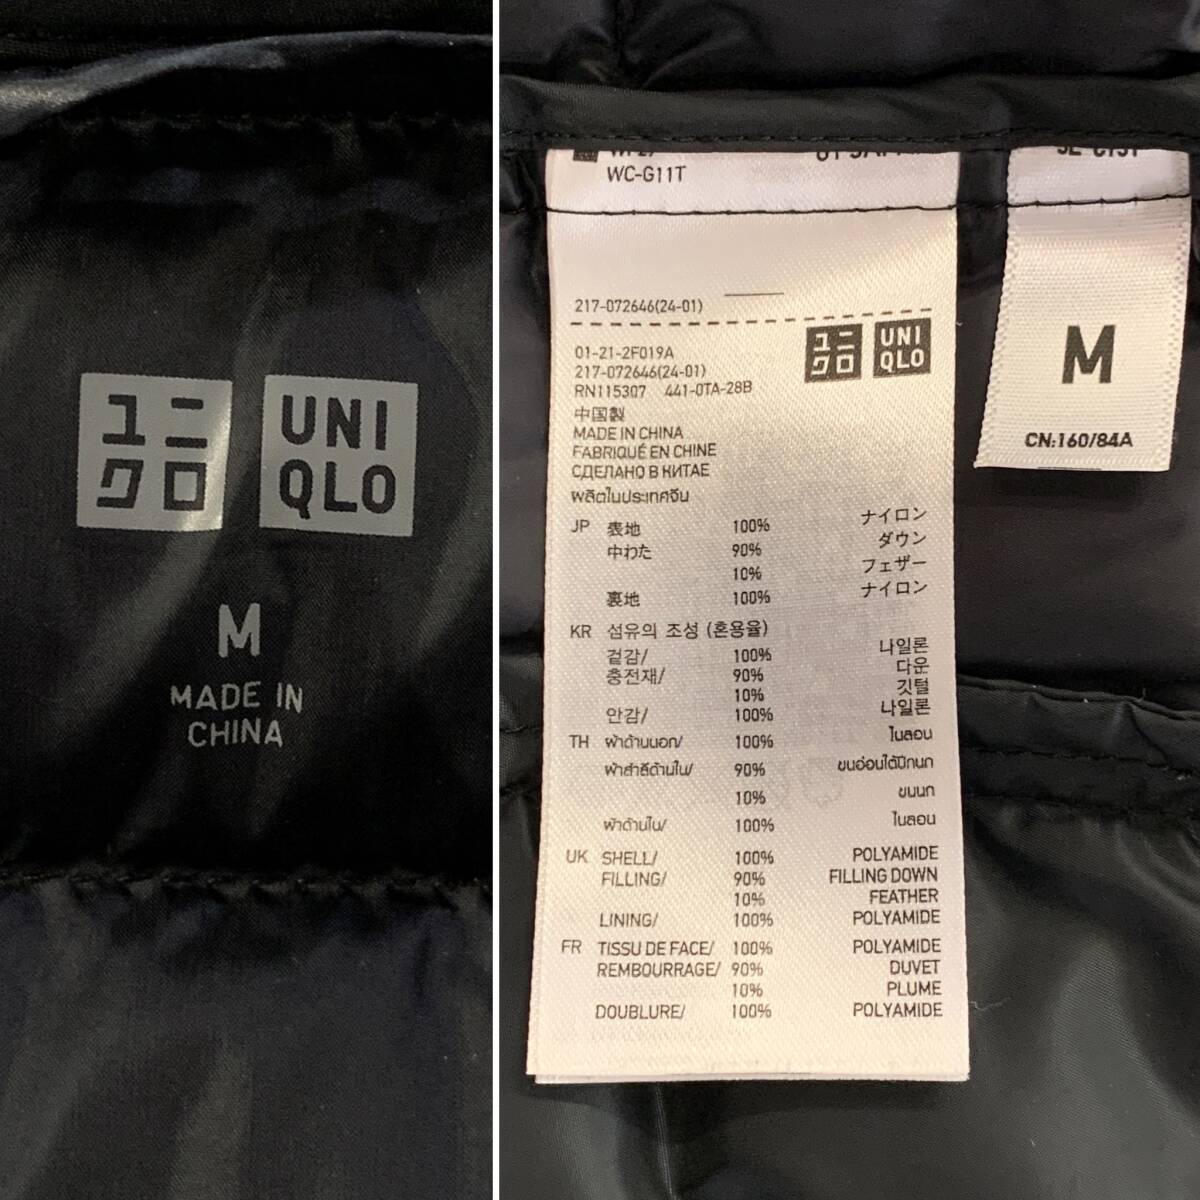 ユニ
クロ
UNI
QLO
M
MADE IN
CHINA
WC-G11T
217-072646(24-01)
ユニ
クロ
UNI
QLO
01-21-2F019A
217-072646(24-01)
RN115307 441-0TA-28B
中国製
MADE IN CHINA
FABRIQUÉ EN CHINE
СДЕЛАНО В КИТАЕ
ผลิตในประเทศจีน
JP 表地 100% ナイロン
中わた 90% ダウン
10% フェザー
裏地 100% ナイロン
KR 섬유의 조성 (혼용율)
겉감/ 100% 나일론
충전재/ 90% 다운
10% 깃털
안감/ 100% 나일론
TH ผ้าด้านนอก/ 100% ไนลอน
ผ้าสำลีด้านใน/ 90% ขนอ่อนใต้ปีกนก
10% ขนนก
ผ้าด้านใน/ 100% ไนลอน
UK SHELL/ 100% POLYAMIDE
FILLING/ 90% FILLING DOWN
10% FEATHER
LINING/ 100% POLYAMIDE
FR TISSU DE FACE/ 100% POLYAMIDE
REMBOURRAGE/ 90% DUVET
10% PLUME
DOUBLURE/ 100% POLYAMIDE
M
CN:160/84A